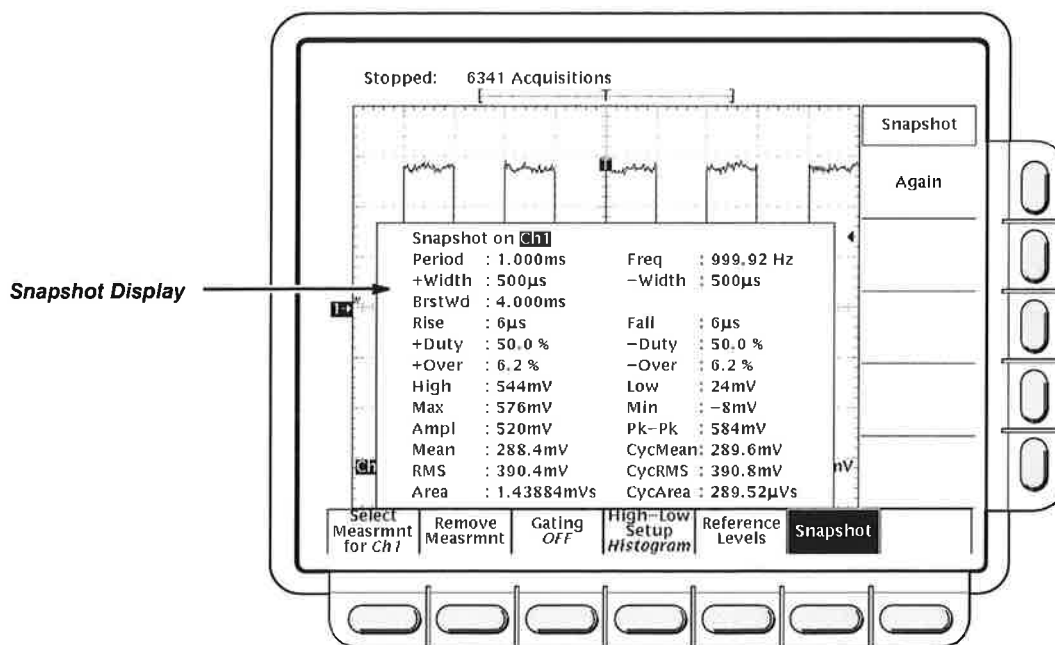 Stopped: 6341 Acquisitions
T
Snapshot
T
Again
Snapshot on Ch1
Period : 1.000ms Freq : 999.92 Hz
+Width : 500µs −Width : 500µs
Snapshot Display
BrstWd : 4.000ms
1
Rise : 6µs Fall : 6µs
+Duty : 50.0 % −Duty : 50.0 %
+Over : 6.2 % −Over : 6.2 %
High : 544mV Low : 24mV
Max : 576mV Min : −8mV
Ampl : 520mV Pk−Pk : 584mV
Mean : 288.4mV CycMean: 289.6mV
Ch mV
RMS : 390.4mV CycRMS : 390.8mV
Area : 1.43884mVs CycArea : 289.52µVs
Select
Measrmnt
for Ch1
Remove
Measrmnt
Gating
OFF
High−Low
Setup
Histogram
Reference
Levels
Snapshot